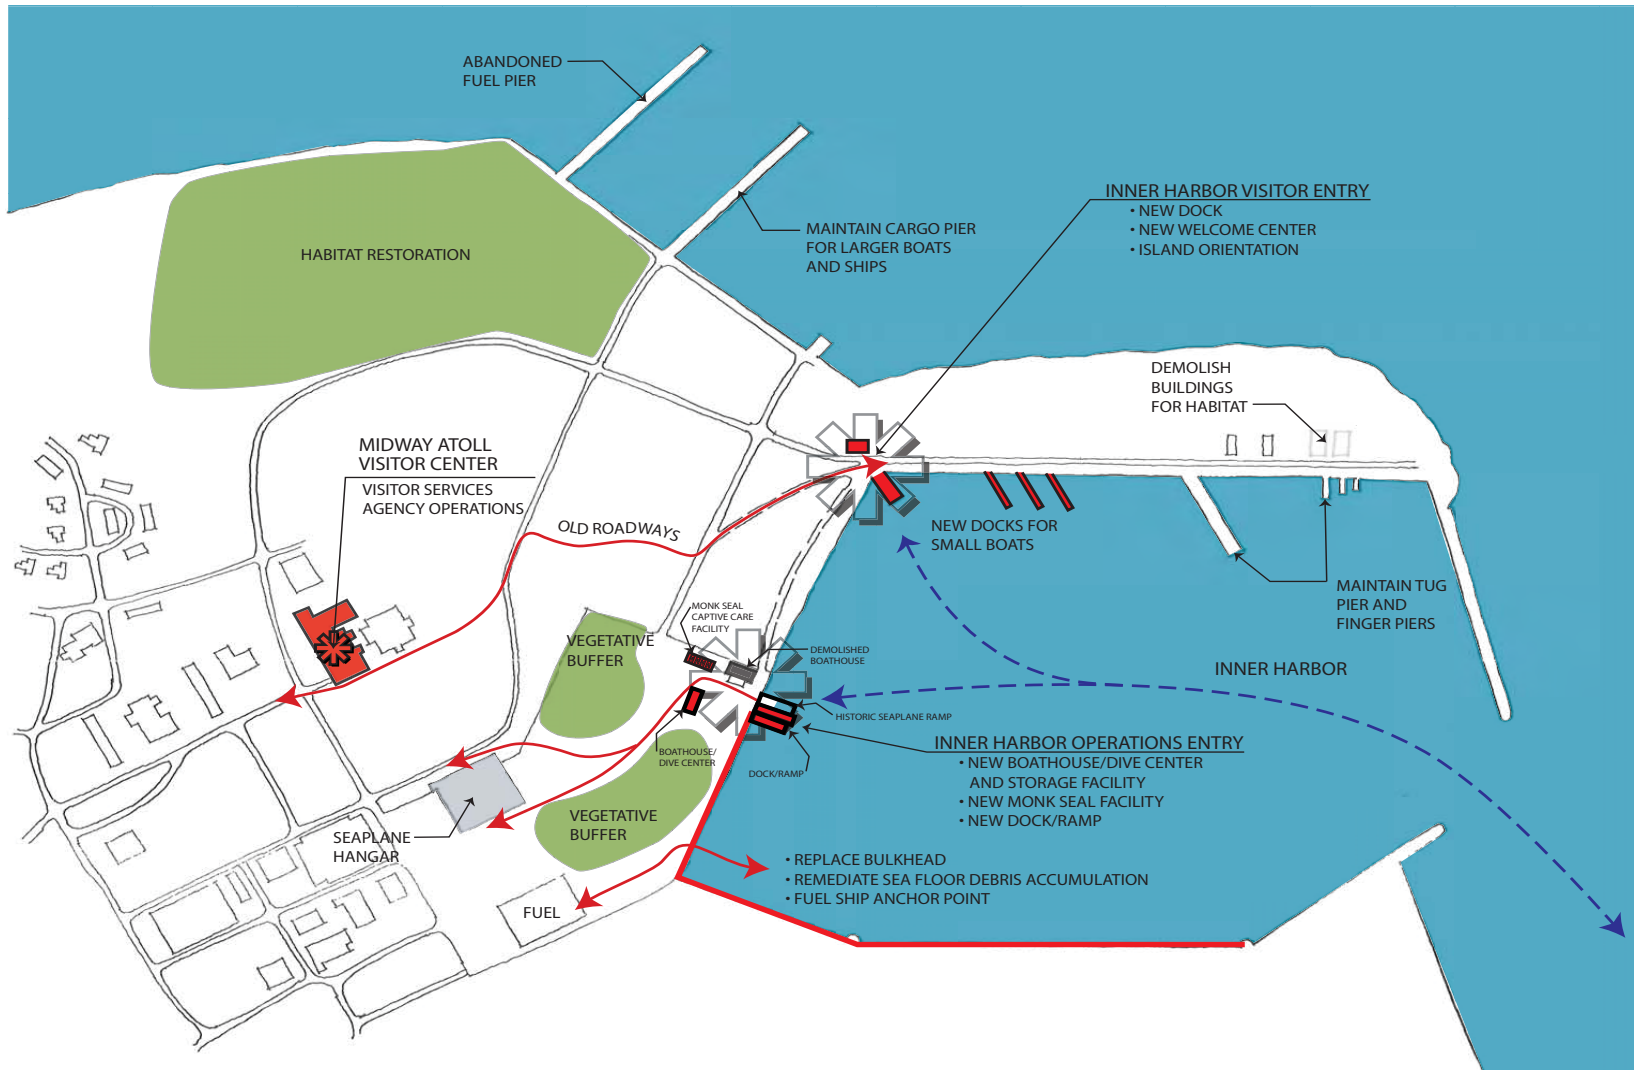 ABANDONED
FUEL PIER
INNER HARBOR VISITOR ENTRY
• NEW DOCK
• NEW WELCOME CENTER
• ISLAND ORIENTATION
MAINTAIN CARGO PIER
FOR LARGER BOATS
AND SHIPS
HABITAT RESTORATION
DEMOLISH
BUILDINGS
FOR HABITAT
MIDWAY ATOLL
VISITOR CENTER
VISITOR SERVICES
AGENCY OPERATIONS
OLD ROADWAYS
NEW DOCKS FOR
SMALL BOATS
MAINTAIN TUG
PIER AND
FINGER PIERS
MONK SEAL
CAPTIVE CARE
FACILITY
VEGETATIVE
BUFFER
DEMOLISHED
BOATHOUSE
INNER HARBOR
HISTORIC SEAPLANE RAMP
BOATHOUSE/
DIVE CENTER
DOCK/RAMP
INNER HARBOR OPERATIONS ENTRY
• NEW BOATHOUSE/DIVE CENTER
AND STORAGE FACILITY
• NEW MONK SEAL FACILITY
• NEW DOCK/RAMP
VEGETATIVE
BUFFER
SEAPLANE
HANGAR
• REPLACE BULKHEAD
• REMEDIATE SEA FLOOR DEBRIS ACCUMULATION
• FUEL SHIP ANCHOR POINT
FUEL